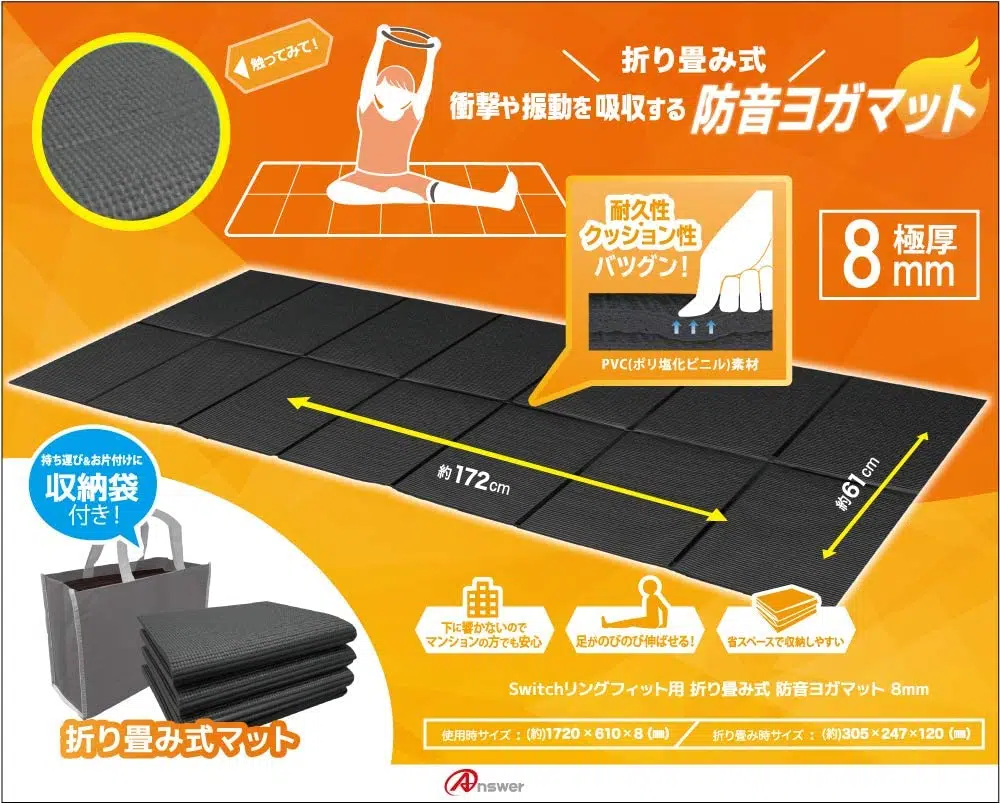 触ってみて!
折り畳み式
衝撃や振動を吸収する 防音ヨガマット
耐久性
クッション性
バツグン!
PVC(ポリ塩化ビニル)素材
8 極厚
mm
約172cm
約61cm
持ち運び&お片付けに
収納袋
付き!
折り畳み式マット
下に響かないので
マンションの方でも安心
足がのびのび伸ばせる!
省スペースで収納しやすい
Switchリングフィット用 折り畳み式 防音ヨガマット 8mm
使用時サイズ:(約)1720×610×8(㎜)／折り畳み時サイズ:(約)305×247×120(㎜)
Answer